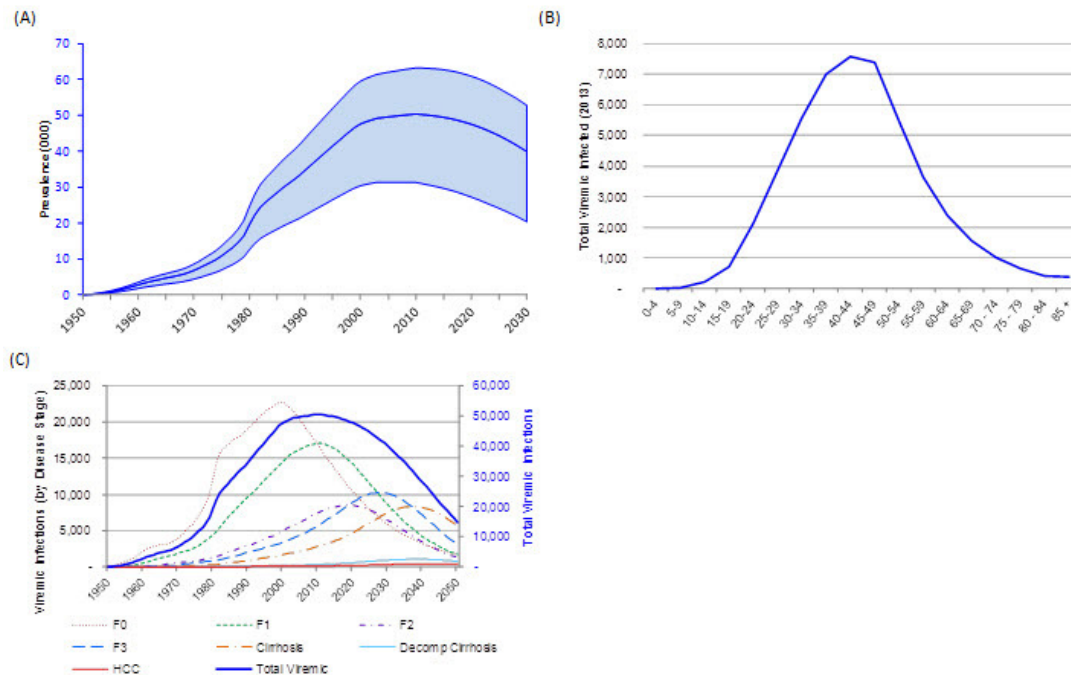 (A)
70
60
50
40
30
20
10
0
Prevalence (000)
1950 1960 1970 1980 1990 2000 2010 2020 2030
(B)
8,000
7,000
6,000
5,000
4,000
3,000
2,000
1,000
-
Total Viremic Infected (2013)
0-4 5-9 10-14 15-19 20-24 25-29 30-34 35-39 40-44 45-49 50-54 55-59 60-64 65-69 70 - 74 75 - 79 80 - 84 85 +
(C)
25,000 60,000
20,000 50,000
15,000 40,000
10,000 30,000
5,000 20,000
- 10,000
-
Viremic Infections (by Disease Stage)
Total Viremic Infections
1950 1960 1970 1980 1990 2000 2010 2020 2030 2040 2050
F0 F1 F2
F3 Cirrhosis Decomp Cirrhosis
HCC Total Viremic